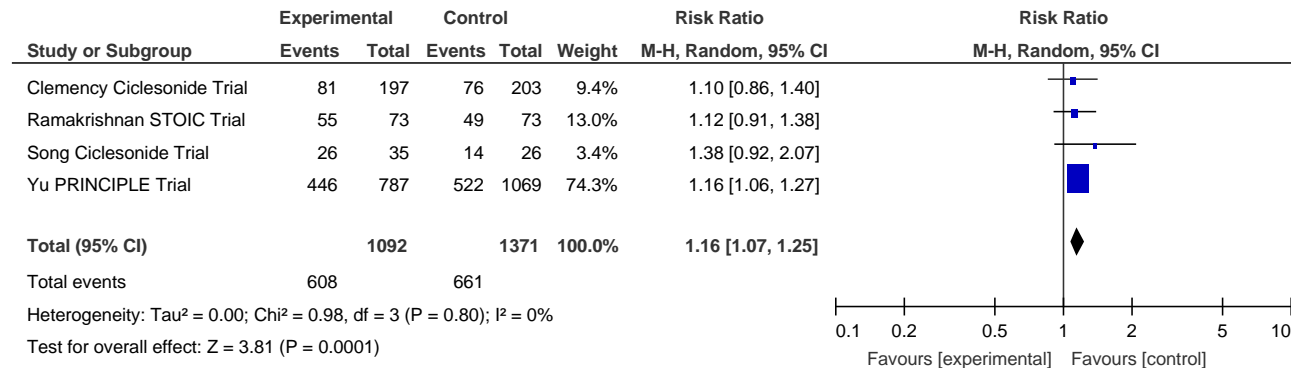 Experimental Control Risk Ratio Risk Ratio
Study or Subgroup Events Total Events Total Weight M-H, Random, 95% CI M-H, Random, 95% CI
Clemency Ciclesonide Trial 81 197 76 203 9.4% 1.10 [0.86, 1.40]
Ramakrishnan STOIC Trial 55 73 49 73 13.0% 1.12 [0.91, 1.38]
Song Ciclesonide Trial 26 35 14 26 3.4% 1.38 [0.92, 2.07]
Yu PRINCIPLE Trial 446 787 522 1069 74.3% 1.16 [1.06, 1.27]
Total (95% CI) 1092 1371 100.0% 1.16 [1.07, 1.25]
Total events 608 661
Heterogeneity: Tau² = 0.00; Chi² = 0.98, df = 3 (P = 0.80); I² = 0%
Test for overall effect: Z = 3.81 (P = 0.0001)
0.1 0.2 0.5 1 2 5 10
Favours [experimental] Favours [control]